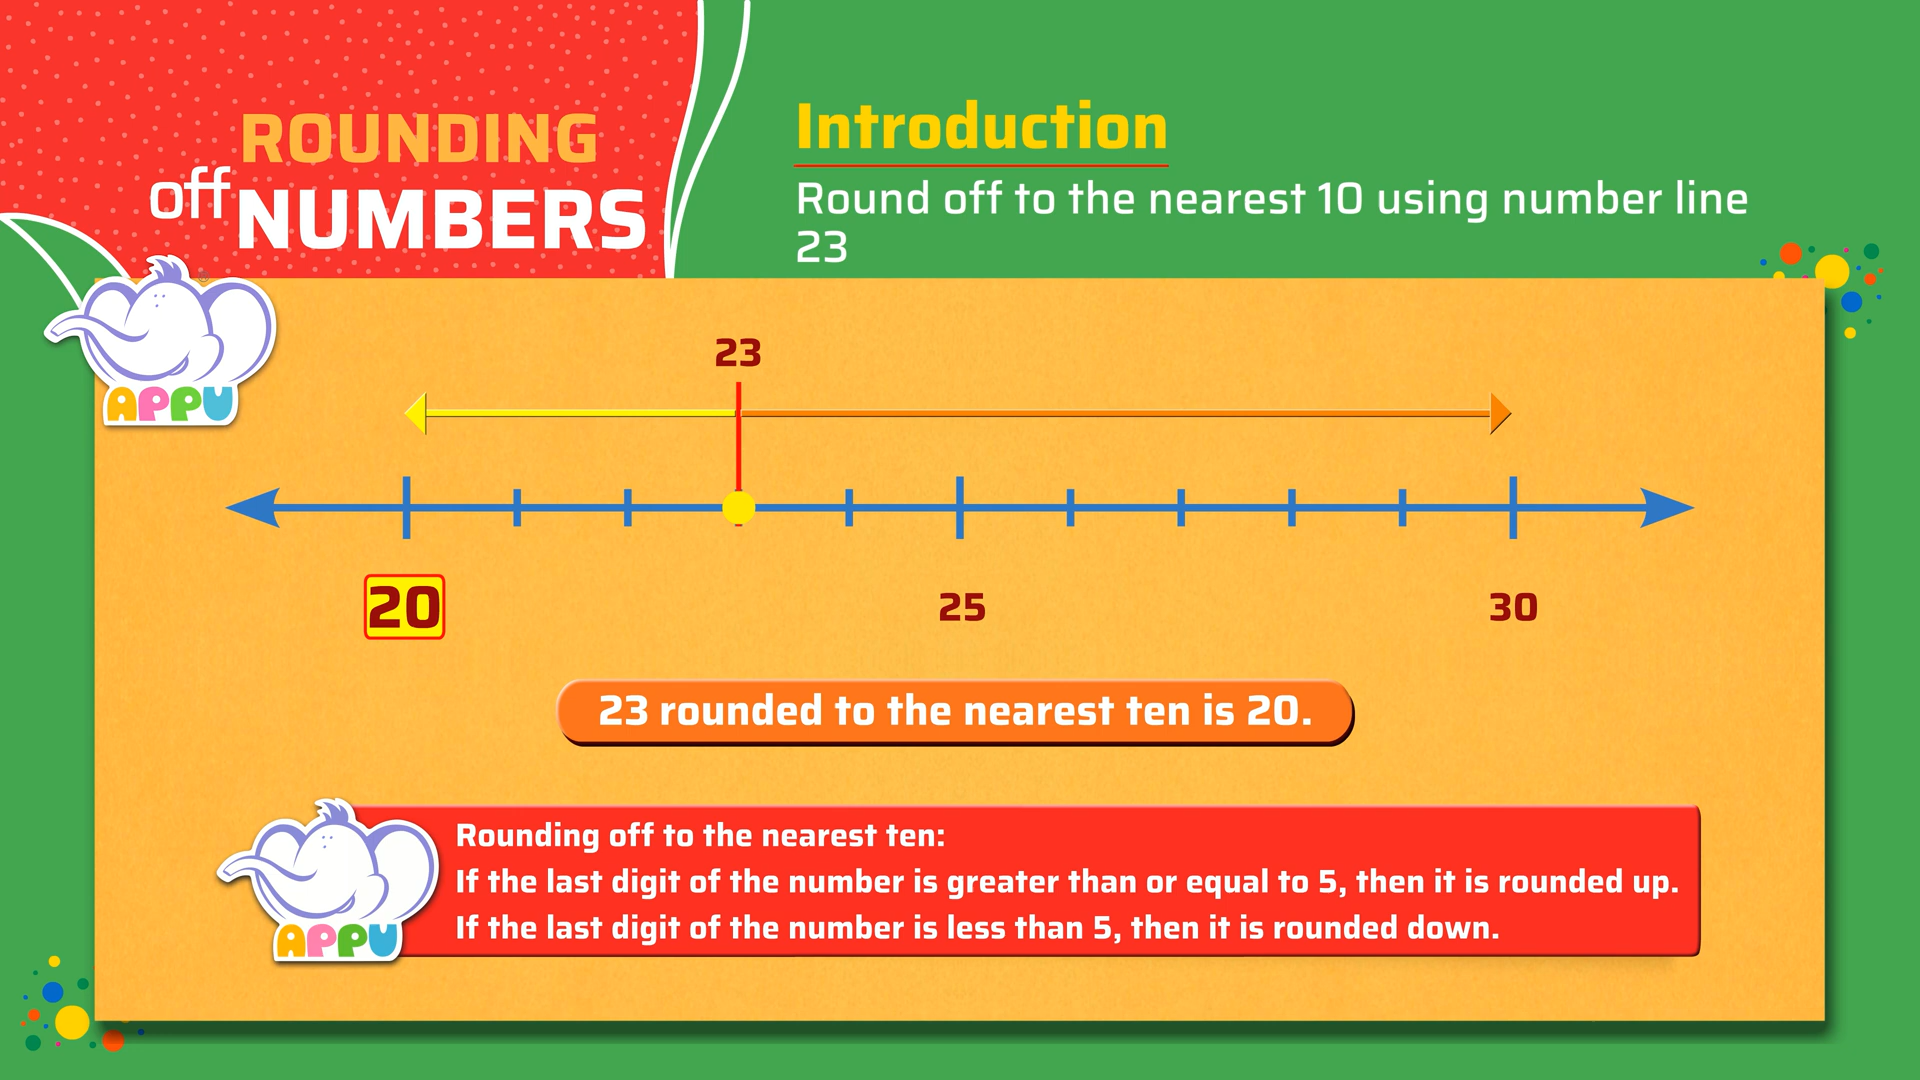 ROUNDING
off NUMBERS
Introduction
Round off to the nearest 10 using number line
23
APPU
23
20
25
30
23 rounded to the nearest ten is 20.
Rounding off to the nearest ten:
If the last digit of the number is greater than or equal to 5, then it is rounded up.
If the last digit of the number is less than 5, then it is rounded down.
APPU